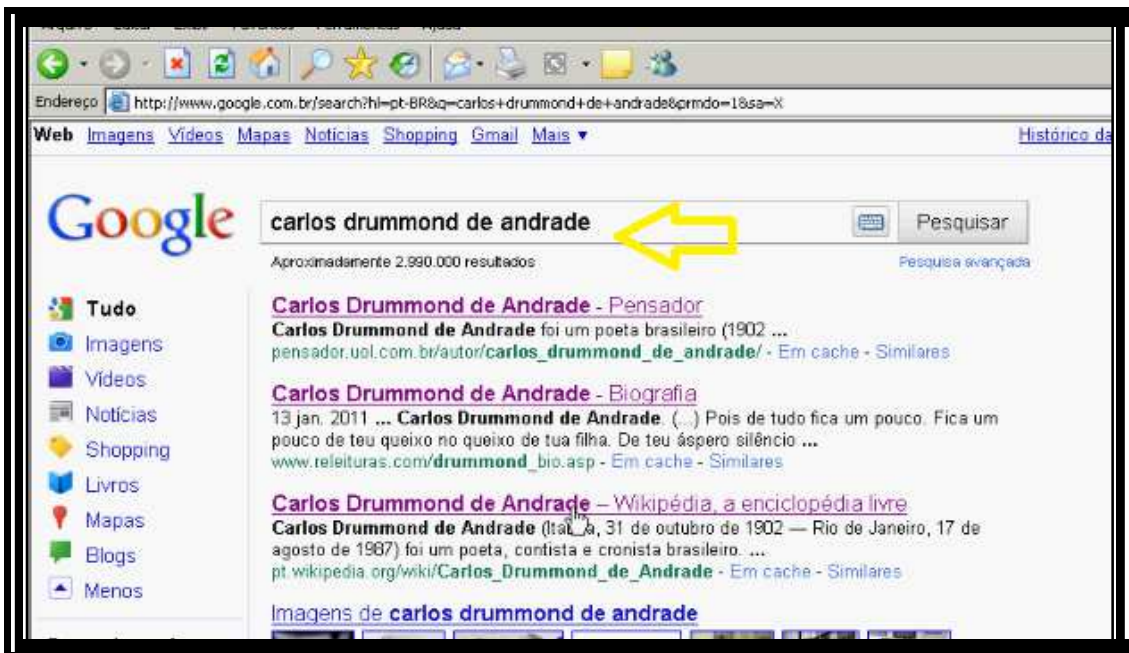 Endereço http://www.google.com.br/search?hl=pt-BR&q=carlos+drummond+de+andrade&prmdo=1&sa=X
Web Imagens Vídeos Mapas Notícias Shopping Gmail Mais ▼ Histórico da
Google carlos drummond de andrade Pesquisar
Aproximadamente 2.990.000 resultados Pesquisa avançada
Tudo
Imagens
Vídeos
Notícias
Shopping
Livros
Mapas
Blogs
Menos
Carlos Drummond de Andrade - Pensador
Carlos Drummond de Andrade foi um poeta brasileiro (1902 ...
pensador.uol.com.br/autor/carlos_drummond_de_andrade/ - Em cache - Similares
Carlos Drummond de Andrade - Biografia
13 jan. 2011 ... Carlos Drummond de Andrade. (...) Pois de tudo fica um pouco. Fica um
pouco de teu queixo no queixo de tua filha. De teu áspero silêncio ...
www.releituras.com/drummond_bio.asp - Em cache - Similares
Carlos Drummond de Andrade – Wikipédia, a enciclopédia livre
Carlos Drummond de Andrade ( 31 de outubro de 1902 — Rio de Janeiro, 17 de
agosto de 1987) foi um poeta, contista e cronista brasileiro. ...
pt.wikipedia.org/wiki/Carlos_Drummond_de_Andrade - Em cache - Similares
Imagens de carlos drummond de andrade